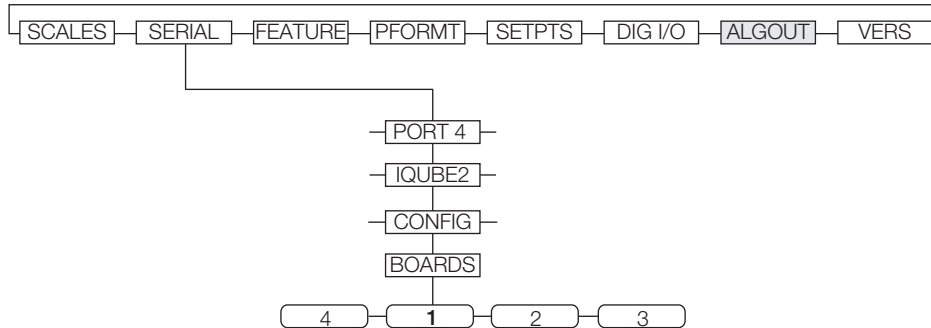 SCALES SERIAL FEATURE PFORMT SETPTS DIG I/O ALGOUT VERS
PORT 4
IQUBE2
CONFIG
BOARDS
4 1 2 3